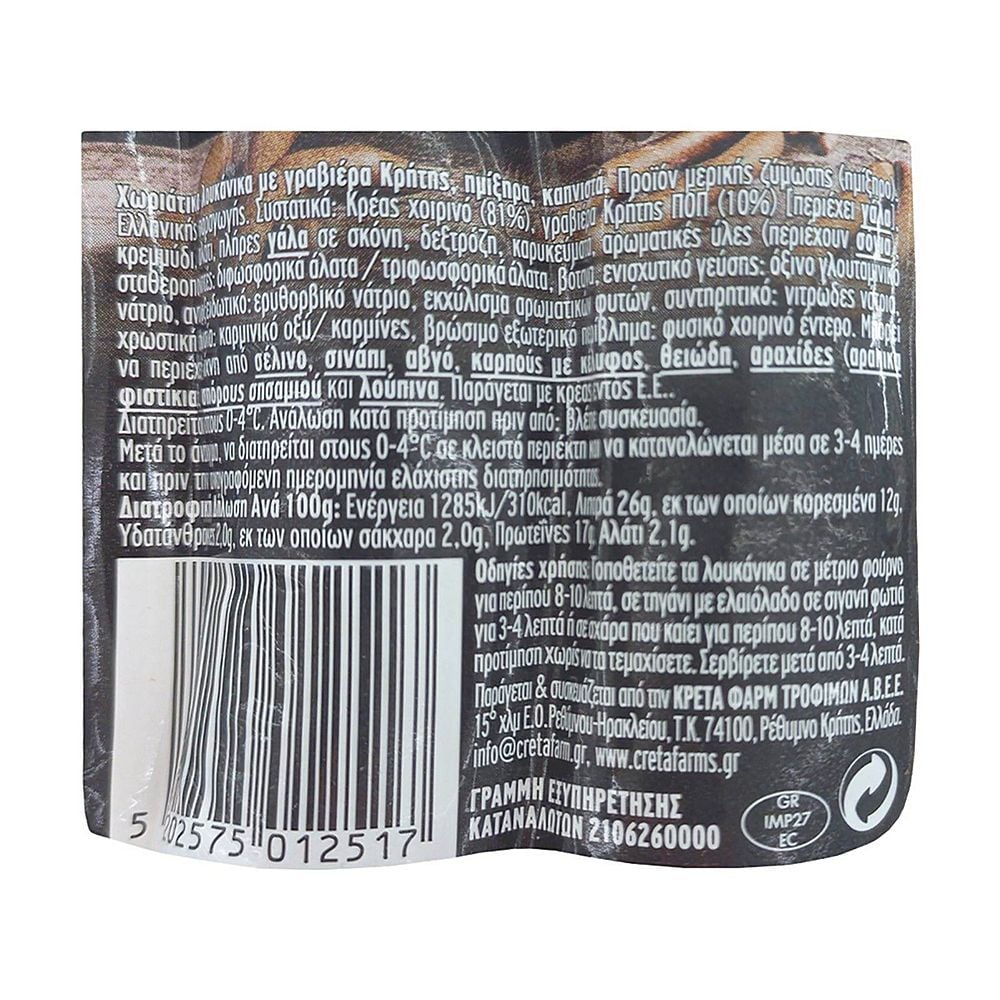 Χωριάτικα λουκάνικα με γραβιέρα Κρήτης, ημίξηρα, καπνιστά. Προϊόν μερικής ζύμωσης (ημίξηρο)
Ελληνικής παραγωγής. Συστατικά: Κρέας χοιρινό (81%), γραβιέρα Κρήτης ΠΟΠ (10%) [περιέχει γάλα],
κρεμμύδι, πλήρες γάλα σε σκόνη, δεξτρόζη, καρυκεύματα, αρωματικές ύλες (περιέχουν σόγια),
διφωσφορικά άλατα / τριφωσφορικά άλατα, ενισχυτικό γεύσης: όξινο γλουταμινικό
νάτριο, ερυθορβικό νάτριο, εκχύλισμα αρωματικών φυτών, συντηρητικό: νιτρώδες νάτριο,
χρωστική καρμινικό οξύ/ καρμίνες, βρώσιμο εξωτερικό περίβλημα: φυσικό χοιρινό έντερο. Μπορεί
να περιέχει από σέλινο, σινάπι, αβγό, καρπούς με κέλυφος, θειώδη, αραχίδες (αραπικα
φιστίκια σπόρους σησαμιού και λούπινα. Παράγεται με κρέας εντός Ε.Ε..
Διατηρείται στους 0-4°C. Ανάλωση κατά προτίμηση πριν από: βλέπε συσκευασία.
Μετά το άνοιγμα, να διατηρείται στους 0-4°C σε κλειστό περιέκτη και να καταναλώνεται μέσα σε 3-4 ημέρες
και πριν την αναγραφόμενη ημερομηνία ελάχιστης διατηρησιμότητας.
Διατροφική Δήλωση Ανά 100g: Ενέργεια 1285kJ/310kcal, Λιπαρά 26g, εκ των οποίων κορεσμένα 12g,
Υδατάνθρακες 2,0g, εκ των οποίων σάκχαρα 2,0g, Πρωτεΐνες 17g, Αλάτι 2,1g.
Οδηγίες χρήσης: Τοποθετείτε τα λουκάνικα σε μέτριο φούρνο
για περίπου 8-10 λεπτά, σε τηγάνι με ελαιόλαδο σε σιγανή φωτιά
για 3-4 λεπτά ή σε σχάρα που καίει για περίπου 8-10 λεπτά, κατά
προτίμηση χωρίς να τα τεμαχίσετε. Σερβίρετε μετά από 3-4 λεπτά.
Παράγεται & συσκευάζεται από την ΚΡΕΤΑ ΦΑΡΜ ΤΡΟΦΙΜΩΝ Α.Β.Ε.Ε.
15° χλμ Ε.Ο. Ρεθύμνου-Ηρακλείου, Τ.Κ. 74100, Ρέθυμνο Κρήτης, Ελλάδα.
info@cretafarm.gr, www.cretafarms.gr
ΓΡΑΜΜΗ ΕΞΥΠΗΡΕΤΗΣΗΣ
ΚΑΤΑΝΑΛΩΤΩΝ 2106260000
GR
IMP27
EC
5 202575 012517